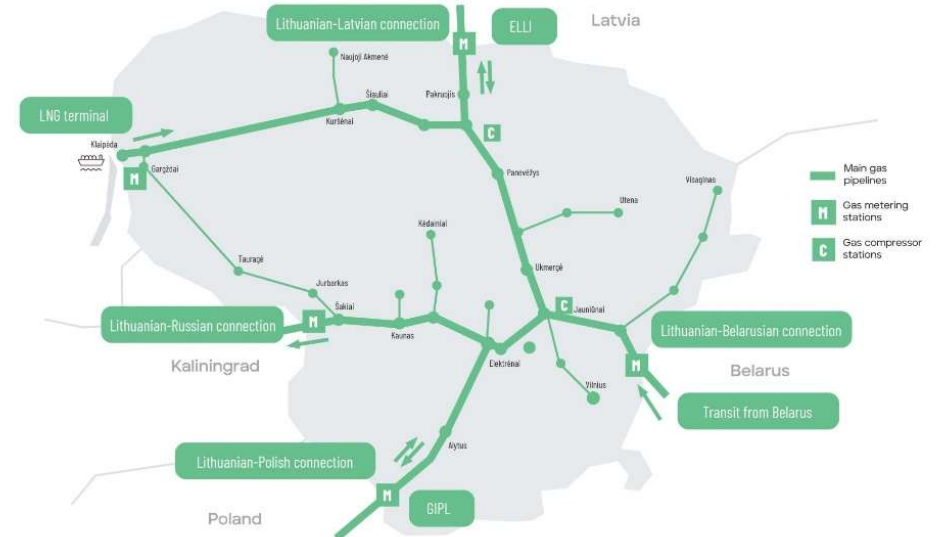 Lithuanian-Latvian connection
ELLI
Latvia
M
Naujoji Akmenė
LNG terminal
Šiauliai
Pakruojis
Kuršėnai
C
Klaipėda
Gargždai
M
Panevėžys
Visaginas
Main gas
pipelines
Utena
M
Gas metering
stations
Kėdainiai
C
Gas compressor
stations
Tauragė
Ukmergė
Jurbarkas
Šakiai
C
Jauniūnai
Lithuanian-Russian connection
M
Kaunas
Lithuanian-Belarusian connection
Kaliningrad
Elektrėnai
M
Belarus
Vilnius
Transit from Belarus
Alytus
Lithuanian-Polish connection
M
GIPL
Poland